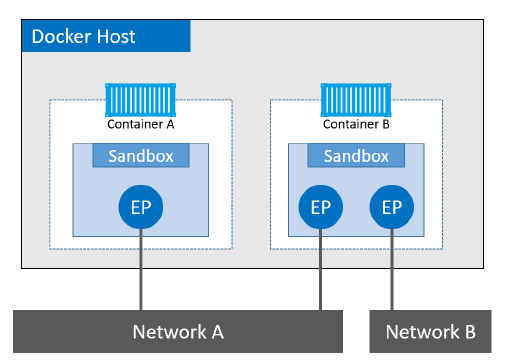 Docker Host
Container A
Container B
Sandbox
Sandbox
EP
EP
EP
Network A
Network B